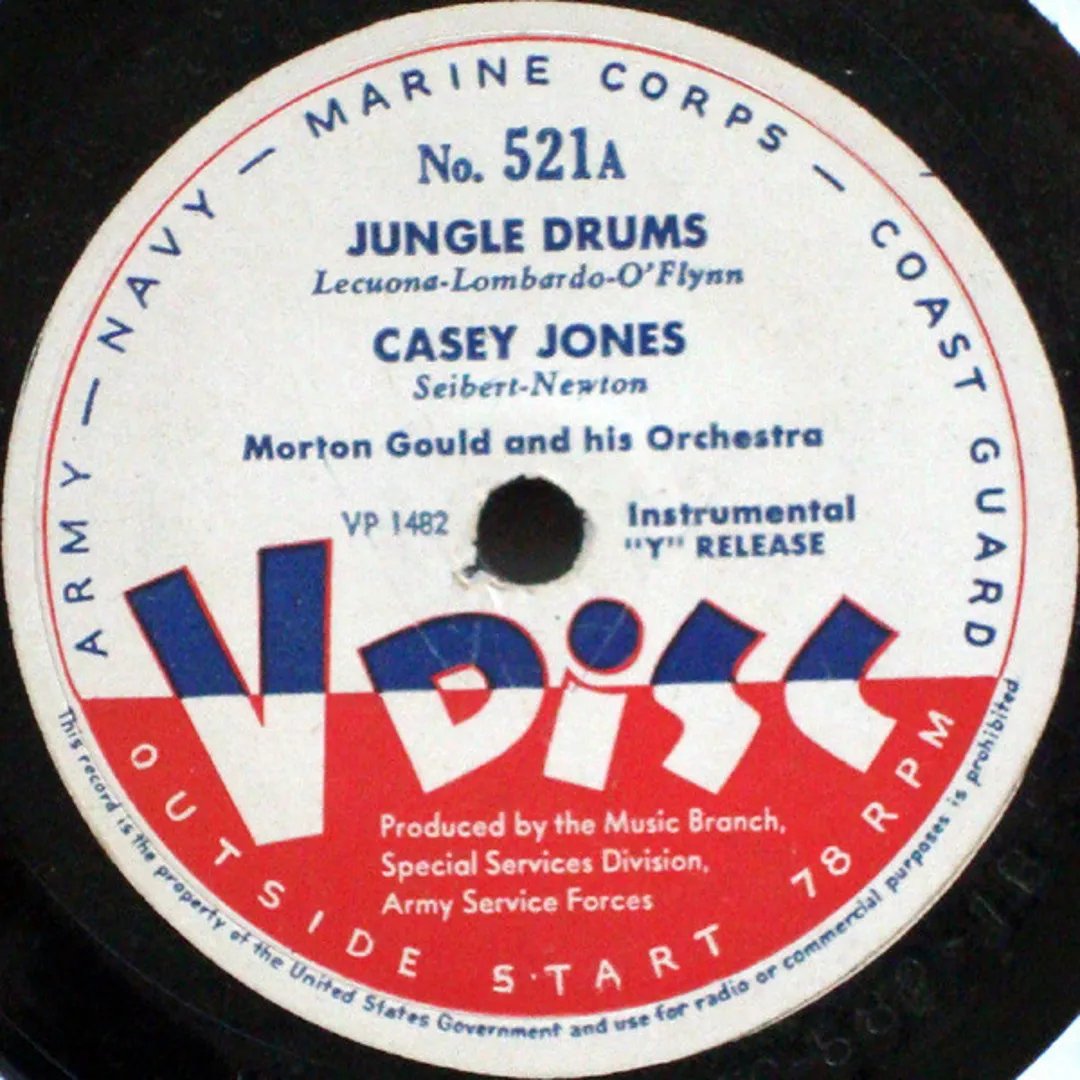 ARMY — NAVY — MARINE CORPS — COAST GUARD
No. 521A
JUNGLE DRUMS
Lecuona-Lombardo-O'Flynn
CASEY JONES
Seibert-Newton
Morton Gould and his Orchestra
VP 1482
Instrumental
"Y" RELEASE
V DiSC
Produced by the Music Branch,
Special Services Division,
Army Service Forces
OUTSIDE START 78 RPM
This record is the property of the United States Government and use for radio or commercial purposes is prohibited